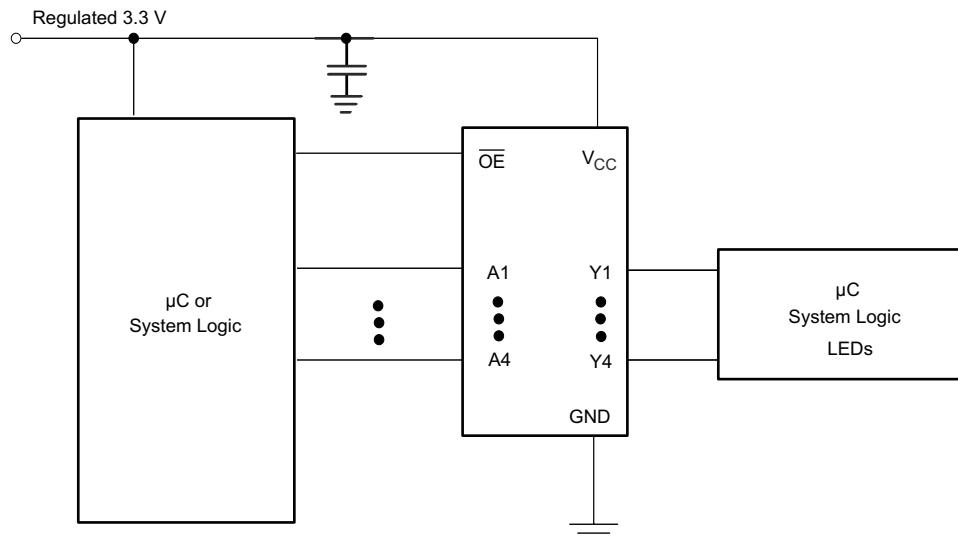 Regulated 3.3 V
OE
VCC
µC or
System Logic
A1
Y1
A4
Y4
GND
µC
System Logic
LEDs